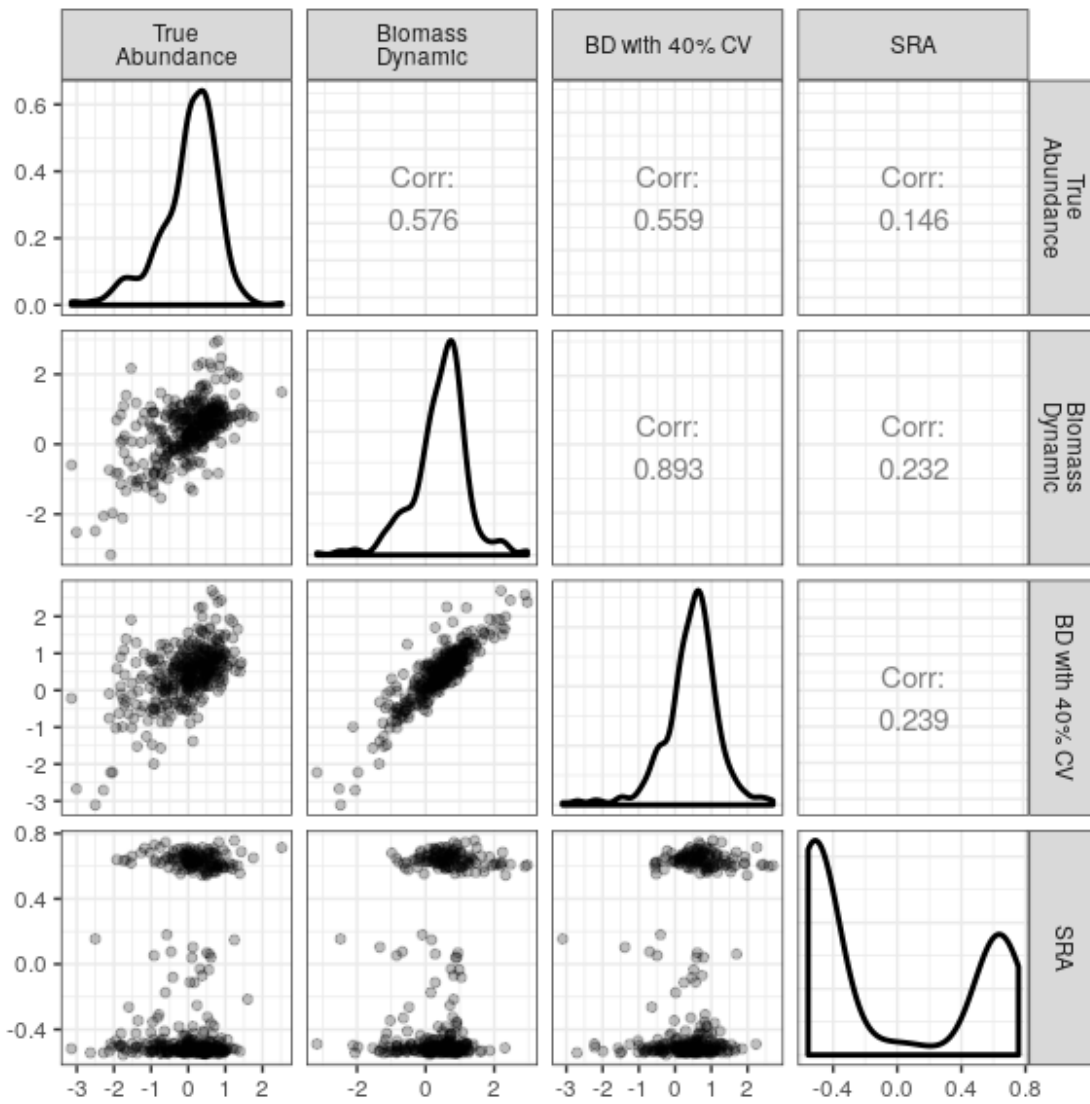 True
Abundance
Biomass
Dynamic
BD with 40% CV
SRA
0.6
0.4
0.2
0.0
Corr:
0.576
Corr:
0.559
Corr:
0.146
True
Abundance
2
0
-2
Corr:
0.893
Corr:
0.232
Biomass
Dynamic
2
1
0
-1
-2
-3
Corr:
0.239
BD with 40% CV
0.8
0.4
0.0
-0.4
SRA
-3 -2 -1 0 1 2
-2 0 2
-3 -2 -1 0 1 2
-0.4 0.0 0.4 0.8